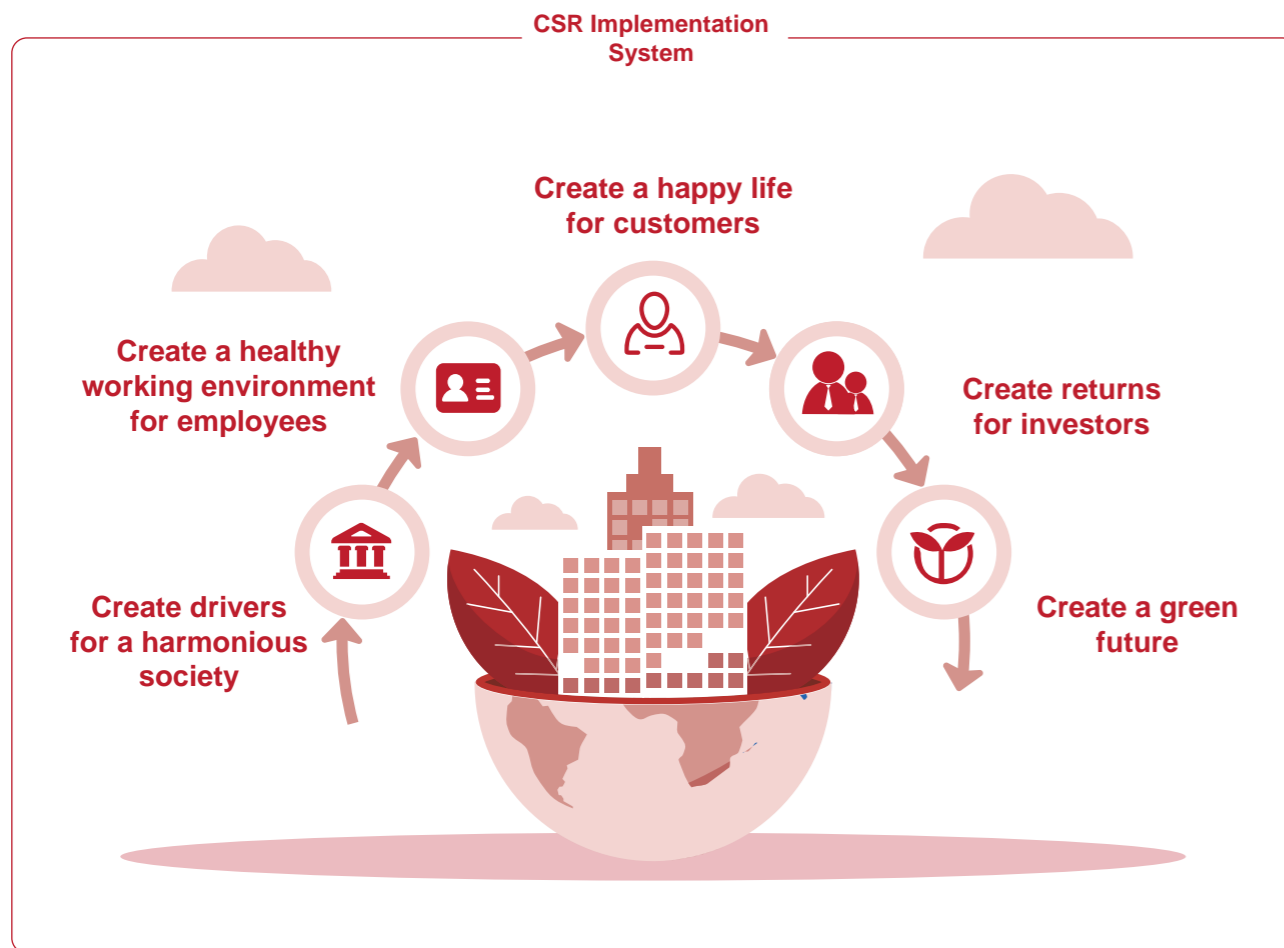 CSR Implementation
System
Create a happy life
for customers
Create a healthy
working environment
for employees
Create returns
for investors
Create drivers
for a harmonious
society
Create a green
future